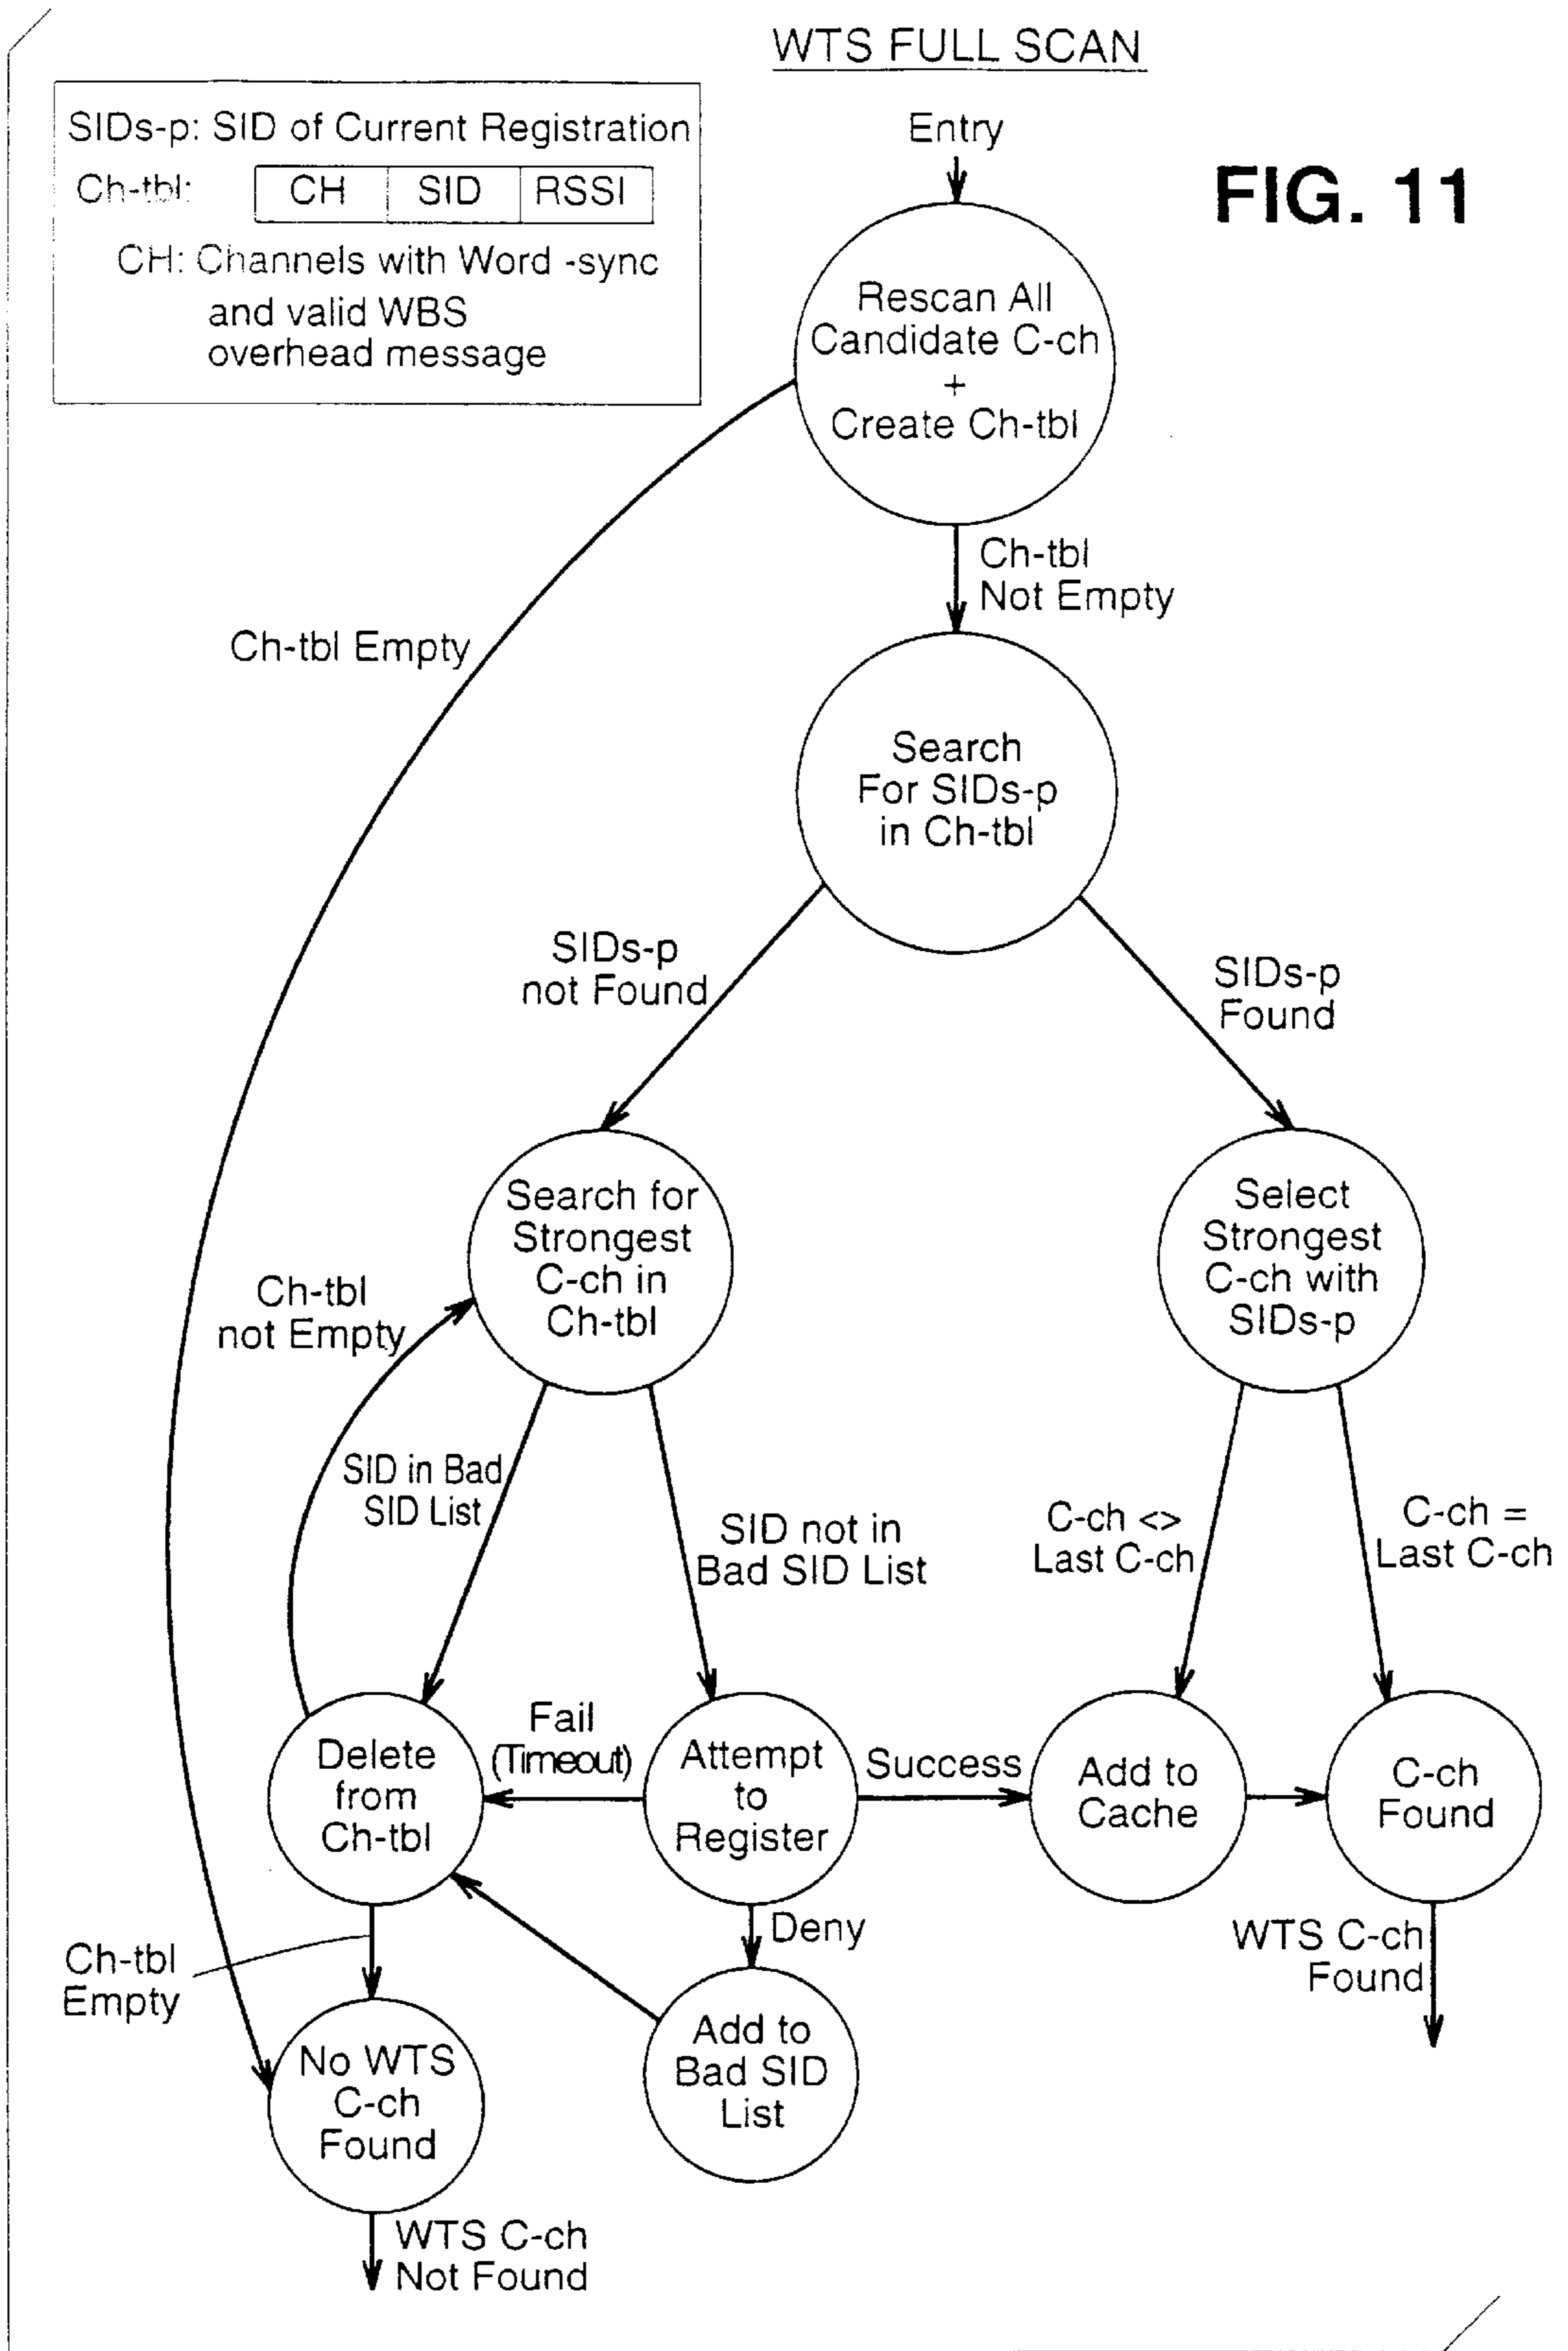 WTS FULL SCAN
FIG. 11
SIDs-p: SID of Current Registration
Ch-tbl: CH SID RSSI
CH: Channels with Word -sync
and valid WBS
overhead message
Entry
Rescan All
Candidate C-ch
+
Create Ch-tbl
Ch-tbl
Not Empty
Ch-tbl Empty
Search
For SIDs-p
in Ch-tbl
SIDs-p
not Found
SIDs-p
Found
Search for
Strongest
C-ch in
Ch-tbl
Select
Strongest
C-ch with
SIDs-p
Ch-tbl
not Empty
SID in Bad
SID List
SID not in
Bad SID List
C-ch <>
Last C-ch
C-ch =
Last C-ch
Delete
from
Ch-tbl
Fail
(Timeout)
Attempt
to
Register
Success
Add to
Cache
C-ch
Found
Ch-tbl
Empty
Deny
WTS C-ch
Found
No WTS
C-ch
Found
Add to
Bad SID
List
WTS C-ch
Not Found